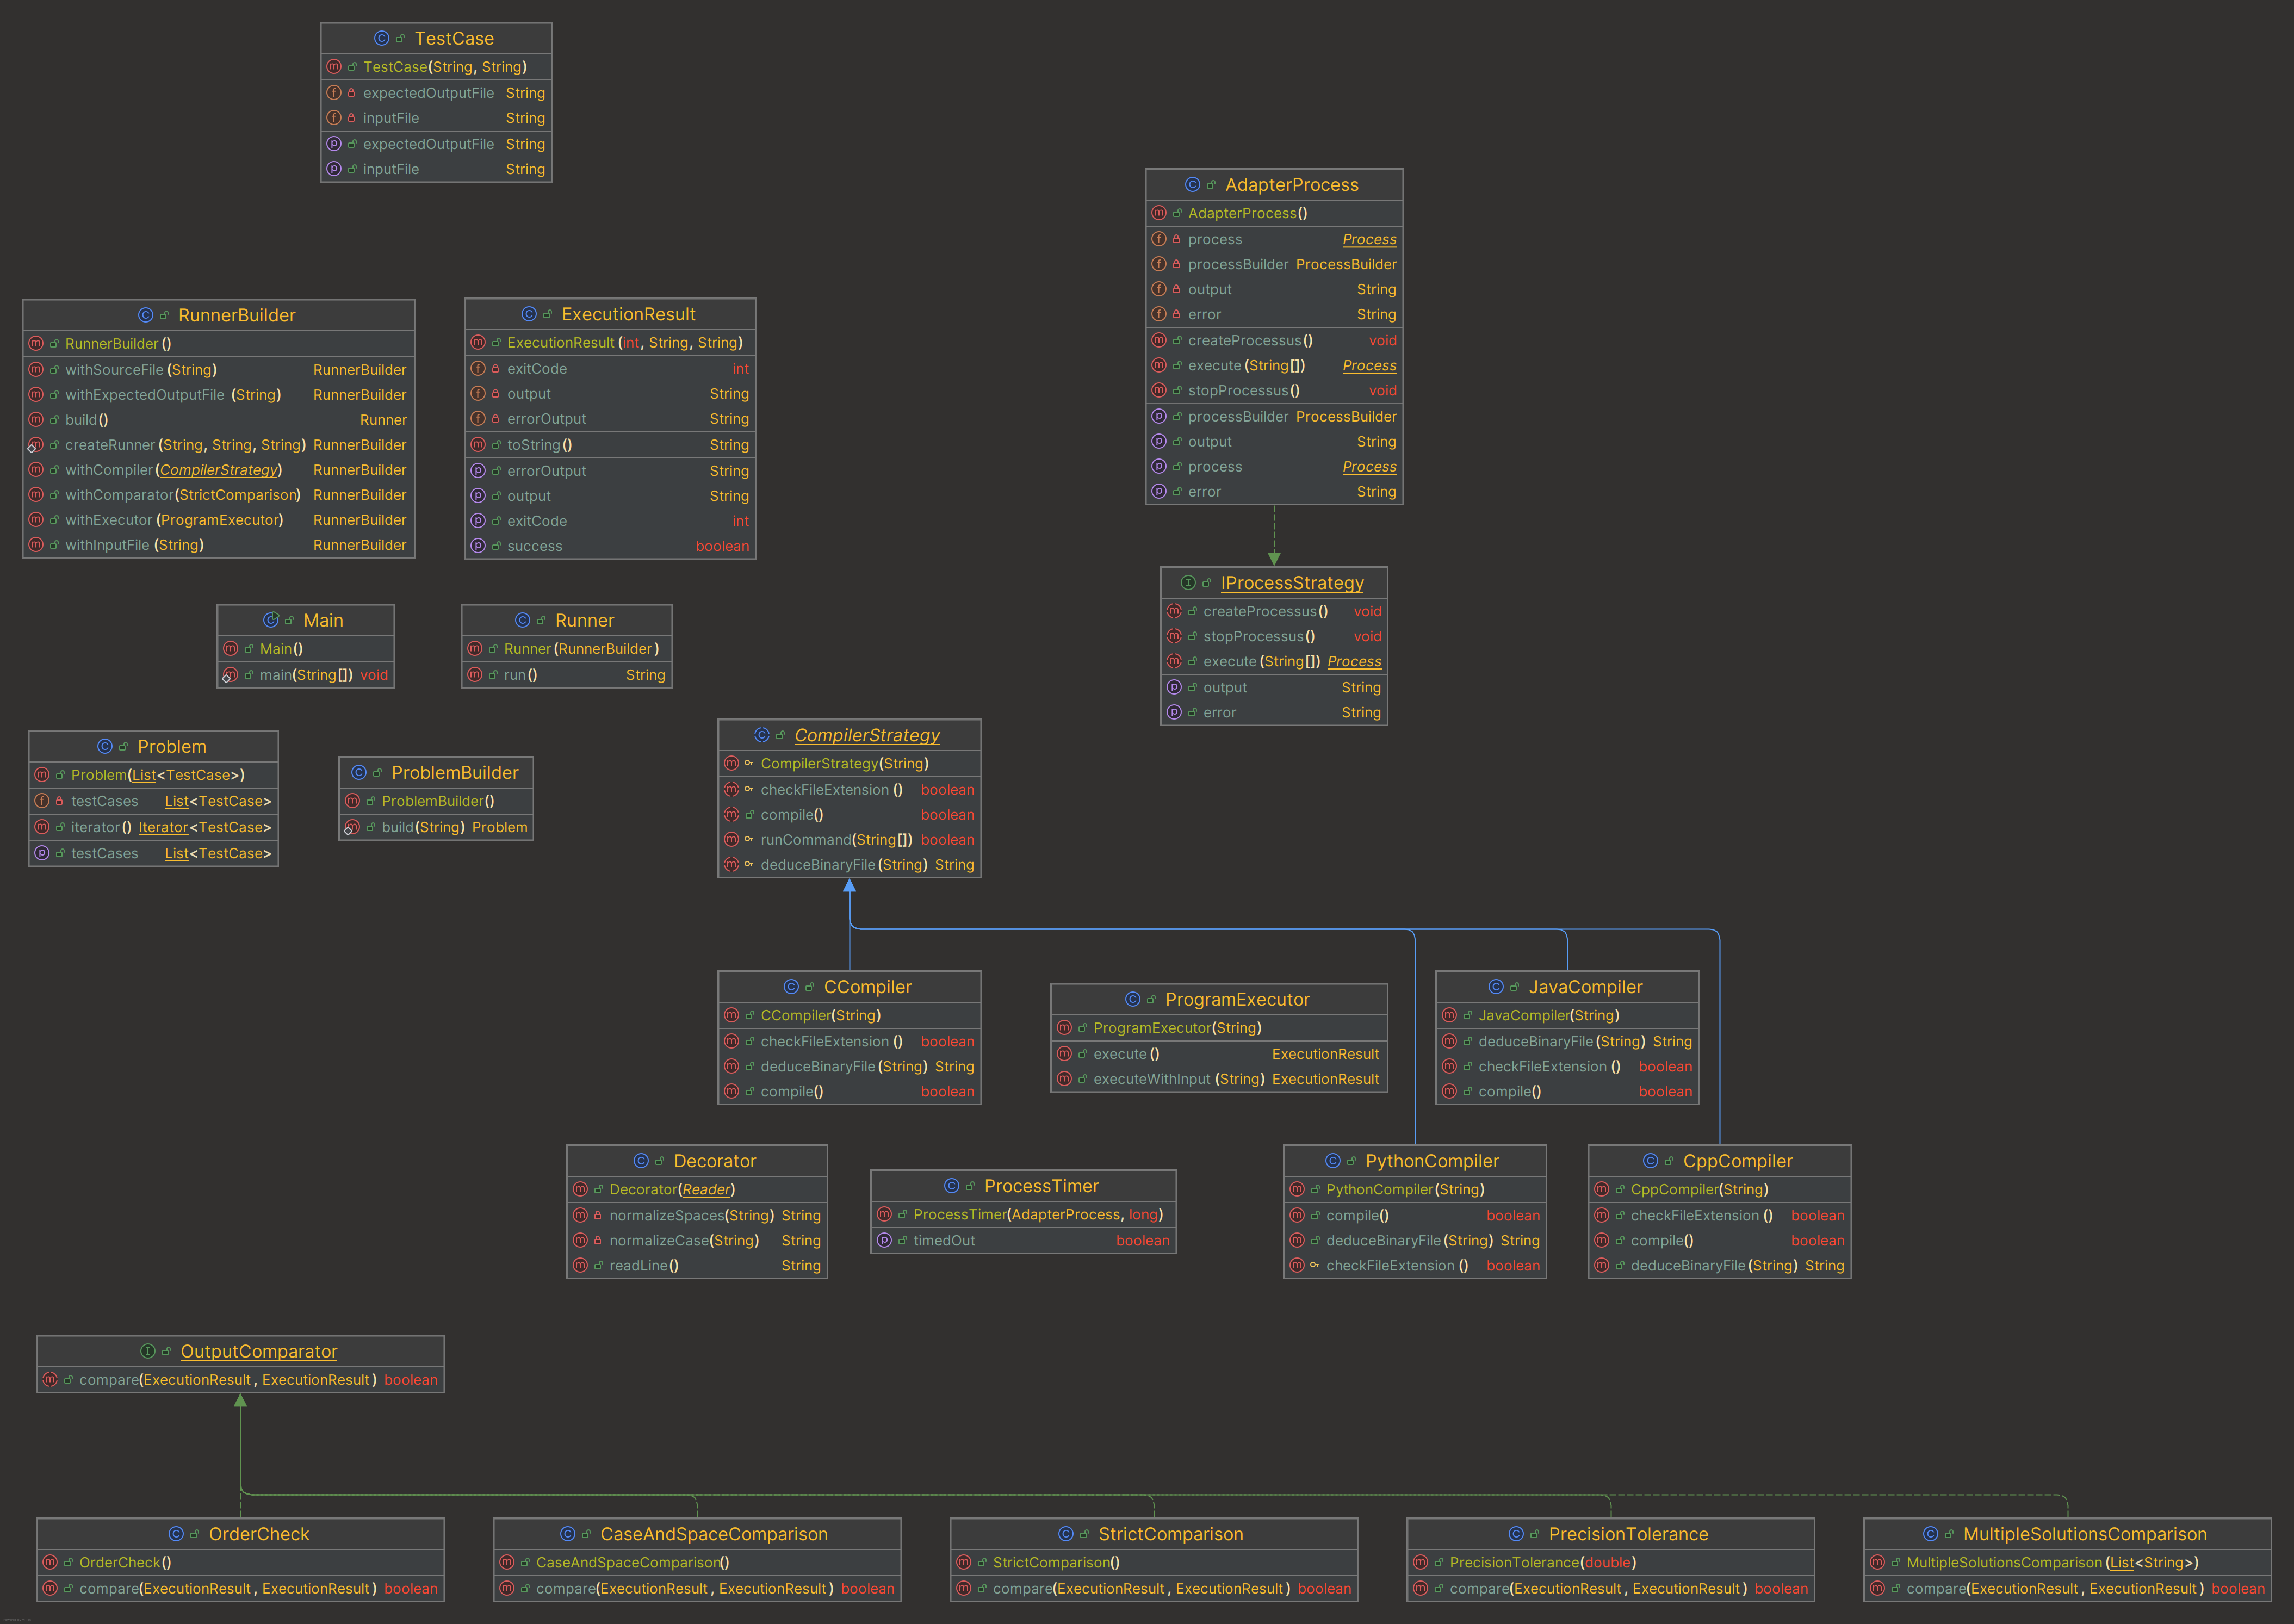 TestCase
TestCase(String, String)
expectedOutputFile String
inputFile String
expectedOutputFile String
inputFile String
AdapterProcess
AdapterProcess()
process Process
processBuilder ProcessBuilder
output String
error String
createProcessus() void
execute(String[]) Process
stopProcessus() void
processBuilder ProcessBuilder
output String
process Process
error String
RunnerBuilder
RunnerBuilder()
withSourceFile(String) RunnerBuilder
withExpectedOutputFile (String) RunnerBuilder
build() Runner
createRunner(String, String, String) RunnerBuilder
withCompiler(CompilerStrategy) RunnerBuilder
withComparator(StrictComparison) RunnerBuilder
withExecutor(ProgramExecutor) RunnerBuilder
withInputFile(String) RunnerBuilder
ExecutionResult
ExecutionResult(int, String, String)
exitCode int
output String
errorOutput String
toString() String
errorOutput String
output String
exitCode int
success boolean
IProcessStrategy
createProcessus() void
stopProcessus() void
execute(String[]) Process
output String
error String
Main
Main()
main(String[]) void
Runner
Runner(RunnerBuilder)
run() String
Problem
Problem(List<TestCase>)
testCases List<TestCase>
iterator() Iterator<TestCase>
testCases List<TestCase>
ProblemBuilder
ProblemBuilder()
build(String) Problem
CompilerStrategy
CompilerStrategy(String)
checkFileExtension() boolean
compile() boolean
runCommand(String[]) boolean
deduceBinaryFile(String) String
CCompiler
CCompiler(String)
checkFileExtension() boolean
deduceBinaryFile(String) String
compile() boolean
ProgramExecutor
ProgramExecutor(String)
execute() ExecutionResult
executeWithInput(String) ExecutionResult
JavaCompiler
JavaCompiler(String)
deduceBinaryFile(String) String
checkFileExtension() boolean
compile() boolean
Decorator
Decorator(Reader)
normalizeSpaces(String) String
normalizeCase(String) String
readLine() String
ProcessTimer
ProcessTimer(AdapterProcess, long)
timedOut boolean
PythonCompiler
PythonCompiler(String)
compile() boolean
deduceBinaryFile(String) String
checkFileExtension() boolean
CppCompiler
CppCompiler(String)
checkFileExtension() boolean
compile() boolean
deduceBinaryFile(String) String
OutputComparator
compare(ExecutionResult, ExecutionResult) boolean
OrderCheck
OrderCheck()
compare(ExecutionResult, ExecutionResult) boolean
CaseAndSpaceComparison
CaseAndSpaceComparison()
compare(ExecutionResult, ExecutionResult) boolean
StrictComparison
StrictComparison()
compare(ExecutionResult, ExecutionResult) boolean
PrecisionTolerance
PrecisionTolerance(double)
compare(ExecutionResult, ExecutionResult) boolean
MultipleSolutionsComparison
MultipleSolutionsComparison(List<String>)
compare(ExecutionResult, ExecutionResult) boolean